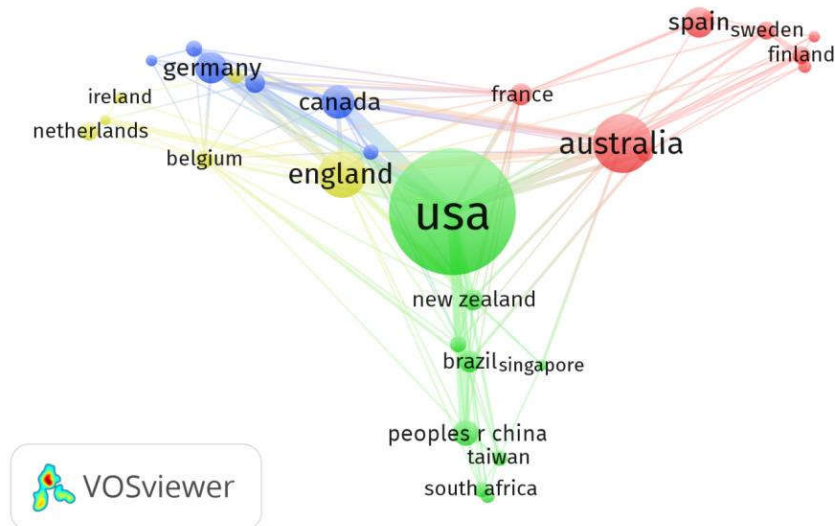 spain
sweden
finland
germany
canada
france
ireland
netherlands
belgium
england
australia
usa
new zealand
brazil
singapore
peoples r china
taiwan
south africa
VOSviewer